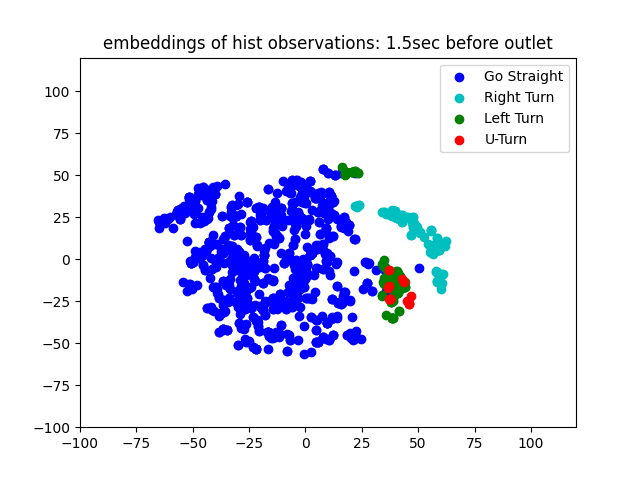 embeddings of hist observations: 1.5sec before outlet
Go Straight
Right Turn
Left Turn
U-Turn
100
75
50
25
0
−25
−50
−75
−100
−100 −75 −50 −25 0 25 50 75 100